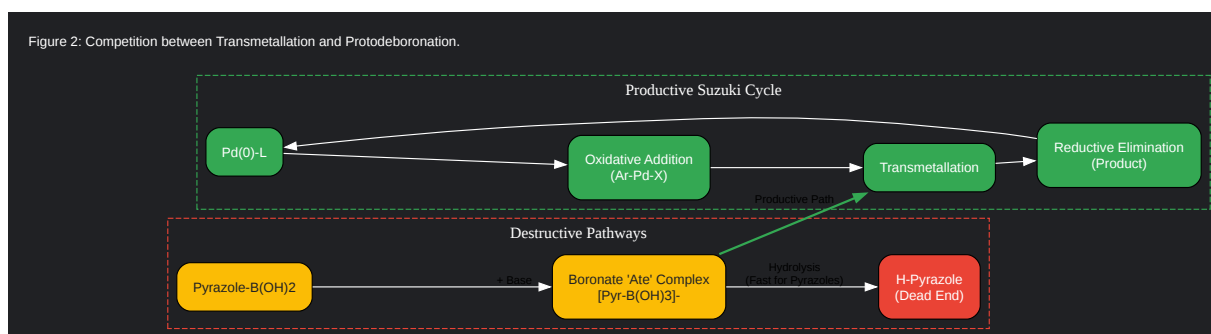 Figure 2: Competition between Transmetallation and Protodeboronation.
Productive Suzuki Cycle
Pd(0)-L
Oxidative Addition
(Ar-Pd-X)
Transmetallation
Reductive Elimination
(Product)
Productive Path
Destructive Pathways
Pyrazole-B(OH)2
+ Base
Boronate 'Ate' Complex
[Pyr-B(OH)3]-
Hydrolysis
(Fast for Pyrazoles)
H-Pyrazole
(Dead End)